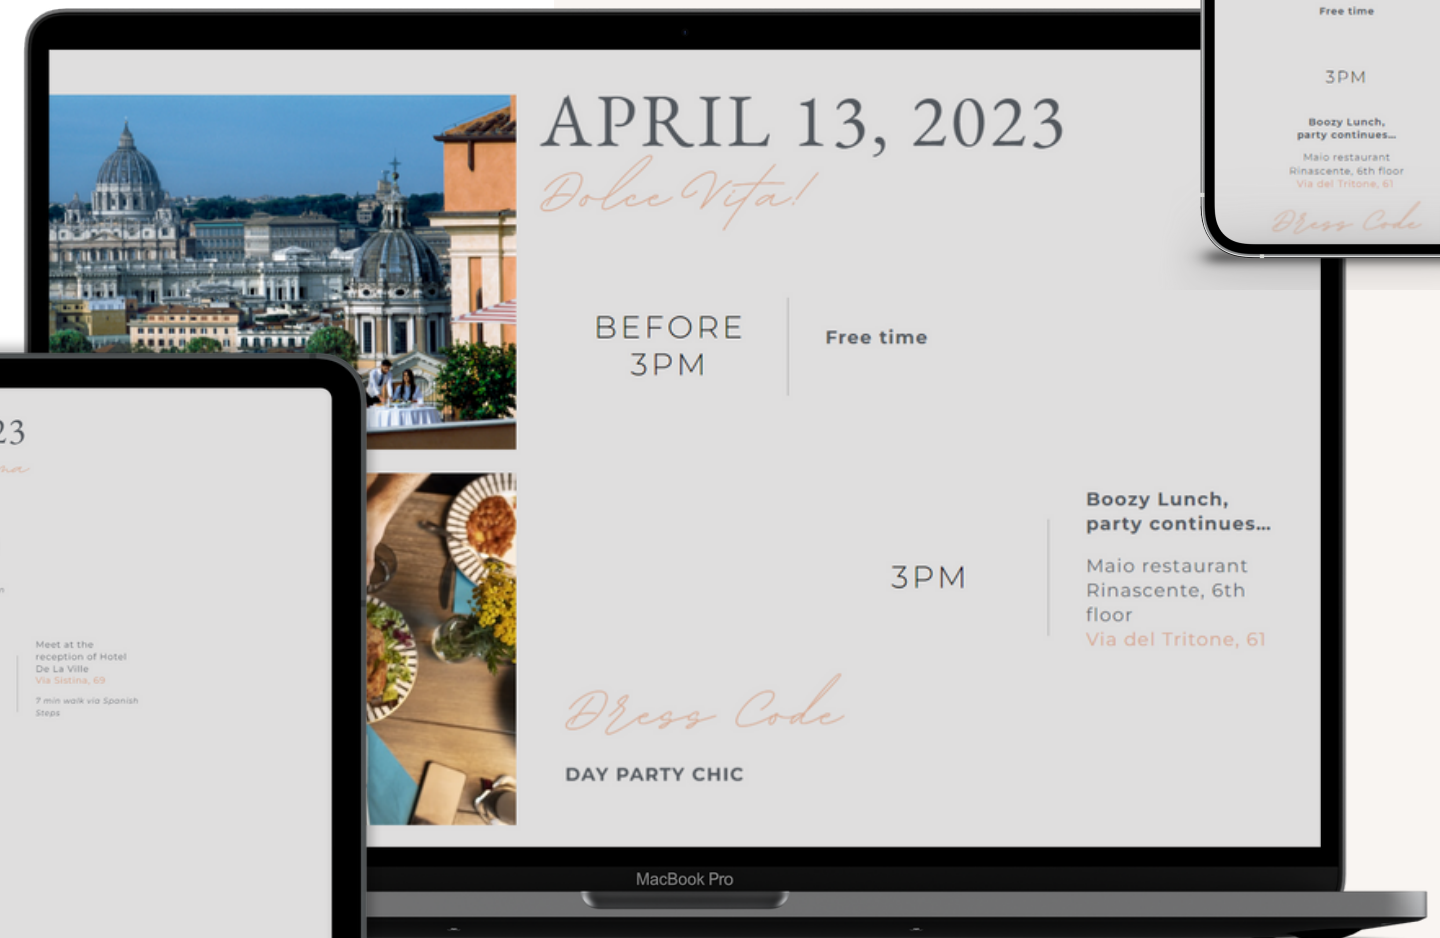 APRIL 13, 2023
Dolce Vita!
BEFORE
3PM
Free time
3PM
Boozy Lunch,
party continues...
Maio restaurant
Rinascente, 6th
floor
Via del Tritone, 61
Dress Code
DAY PARTY CHIC
MacBook Pro
Free time
3PM
Boozy Lunch,
party continues...
Maio restaurant
Rinascente, 6th floor
Via del Tritone, 61
Dress Code
23
Meet at the
reception of Hotel
De La Ville
Via Sistina, 69
7 min walk via Spanish
Steps